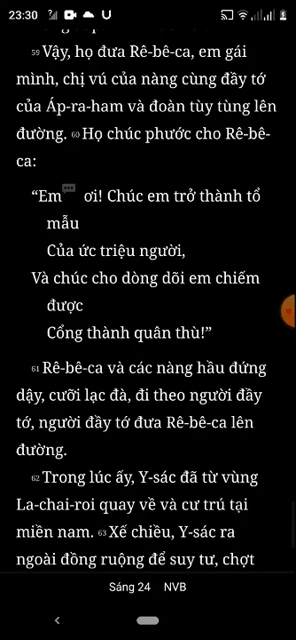 23:30
59 Vậy, họ đưa Rê-bê-ca, em gái
mình, chị vú của nàng cùng đầy tớ
của Áp-ra-ham và đoàn tùy tùng lên
đường. 60 Họ chúc phước cho Rê-bê-
ca:
“Em ơi! Chúc em trở thành tổ
mẫu
Của ức triệu người,
Và chúc cho dòng dõi em chiếm
được
Cổng thành quân thù!”
61 Rê-bê-ca và các nàng hầu đứng
dậy, cưỡi lạc đà, đi theo người đầy
tớ, người đầy tớ đưa Rê-bê-ca lên
đường.
62 Trong lúc ấy, Y-sác đã từ vùng
La-chai-roi quay về và cư trú tại
miền nam. 63 Xế chiều, Y-sác ra
ngoài đồng ruộng để suy tư, chợt
Sáng 24 NVB